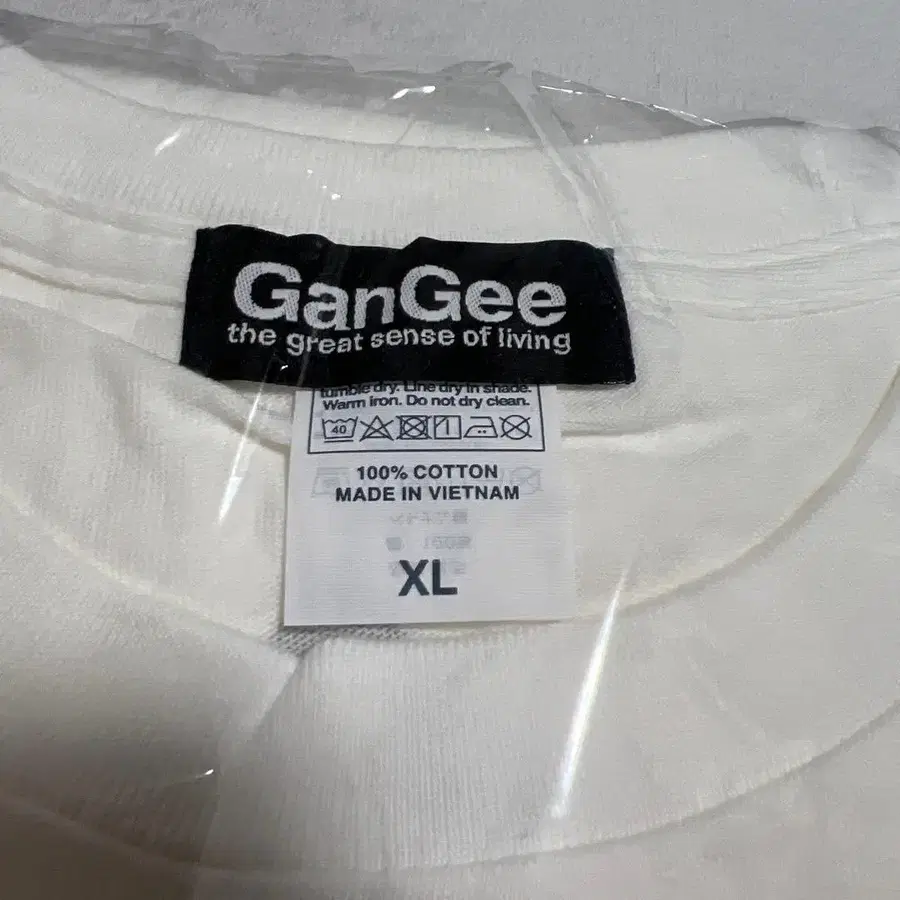 GanGee
the great sense of living
tumble dry. Line dry in shade.
Warm iron. Do not dry clean.
40
100% COTTON
MADE IN VIETNAM
XL